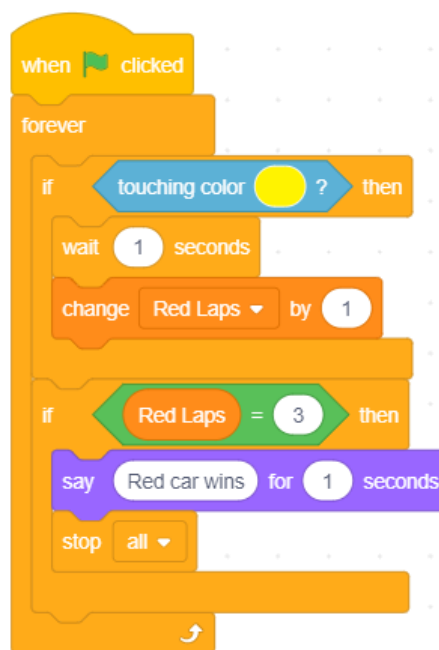 when clicked
forever
if touching color ? then
wait 1 seconds
change Red Laps by 1
if Red Laps = 3 then
say Red car wins for 1 seconds
stop all